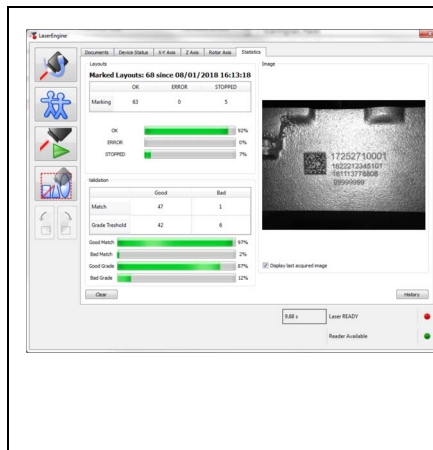 LaserEngine
Documents Device Status X-Y Axis Z Axis Rotor Axis Statistics
Layouts
Marked Layouts: 68 since 08/01/2018 16:13:18
OK ERROR STOPPED
Marking 63 0 5
OK 92%
ERROR 0%
STOPPED 7%
Validation
Good Bad
Match 47 1
Grade Treshold 42 6
Good Match 97%
Bad Match 2%
Good Grade 87%
Bad Grade 12%
Clear
Image
17252710001
1622212345101
161113778808
99999999
Display last acquired image
History
9.68 s Laser READY
Reader Available